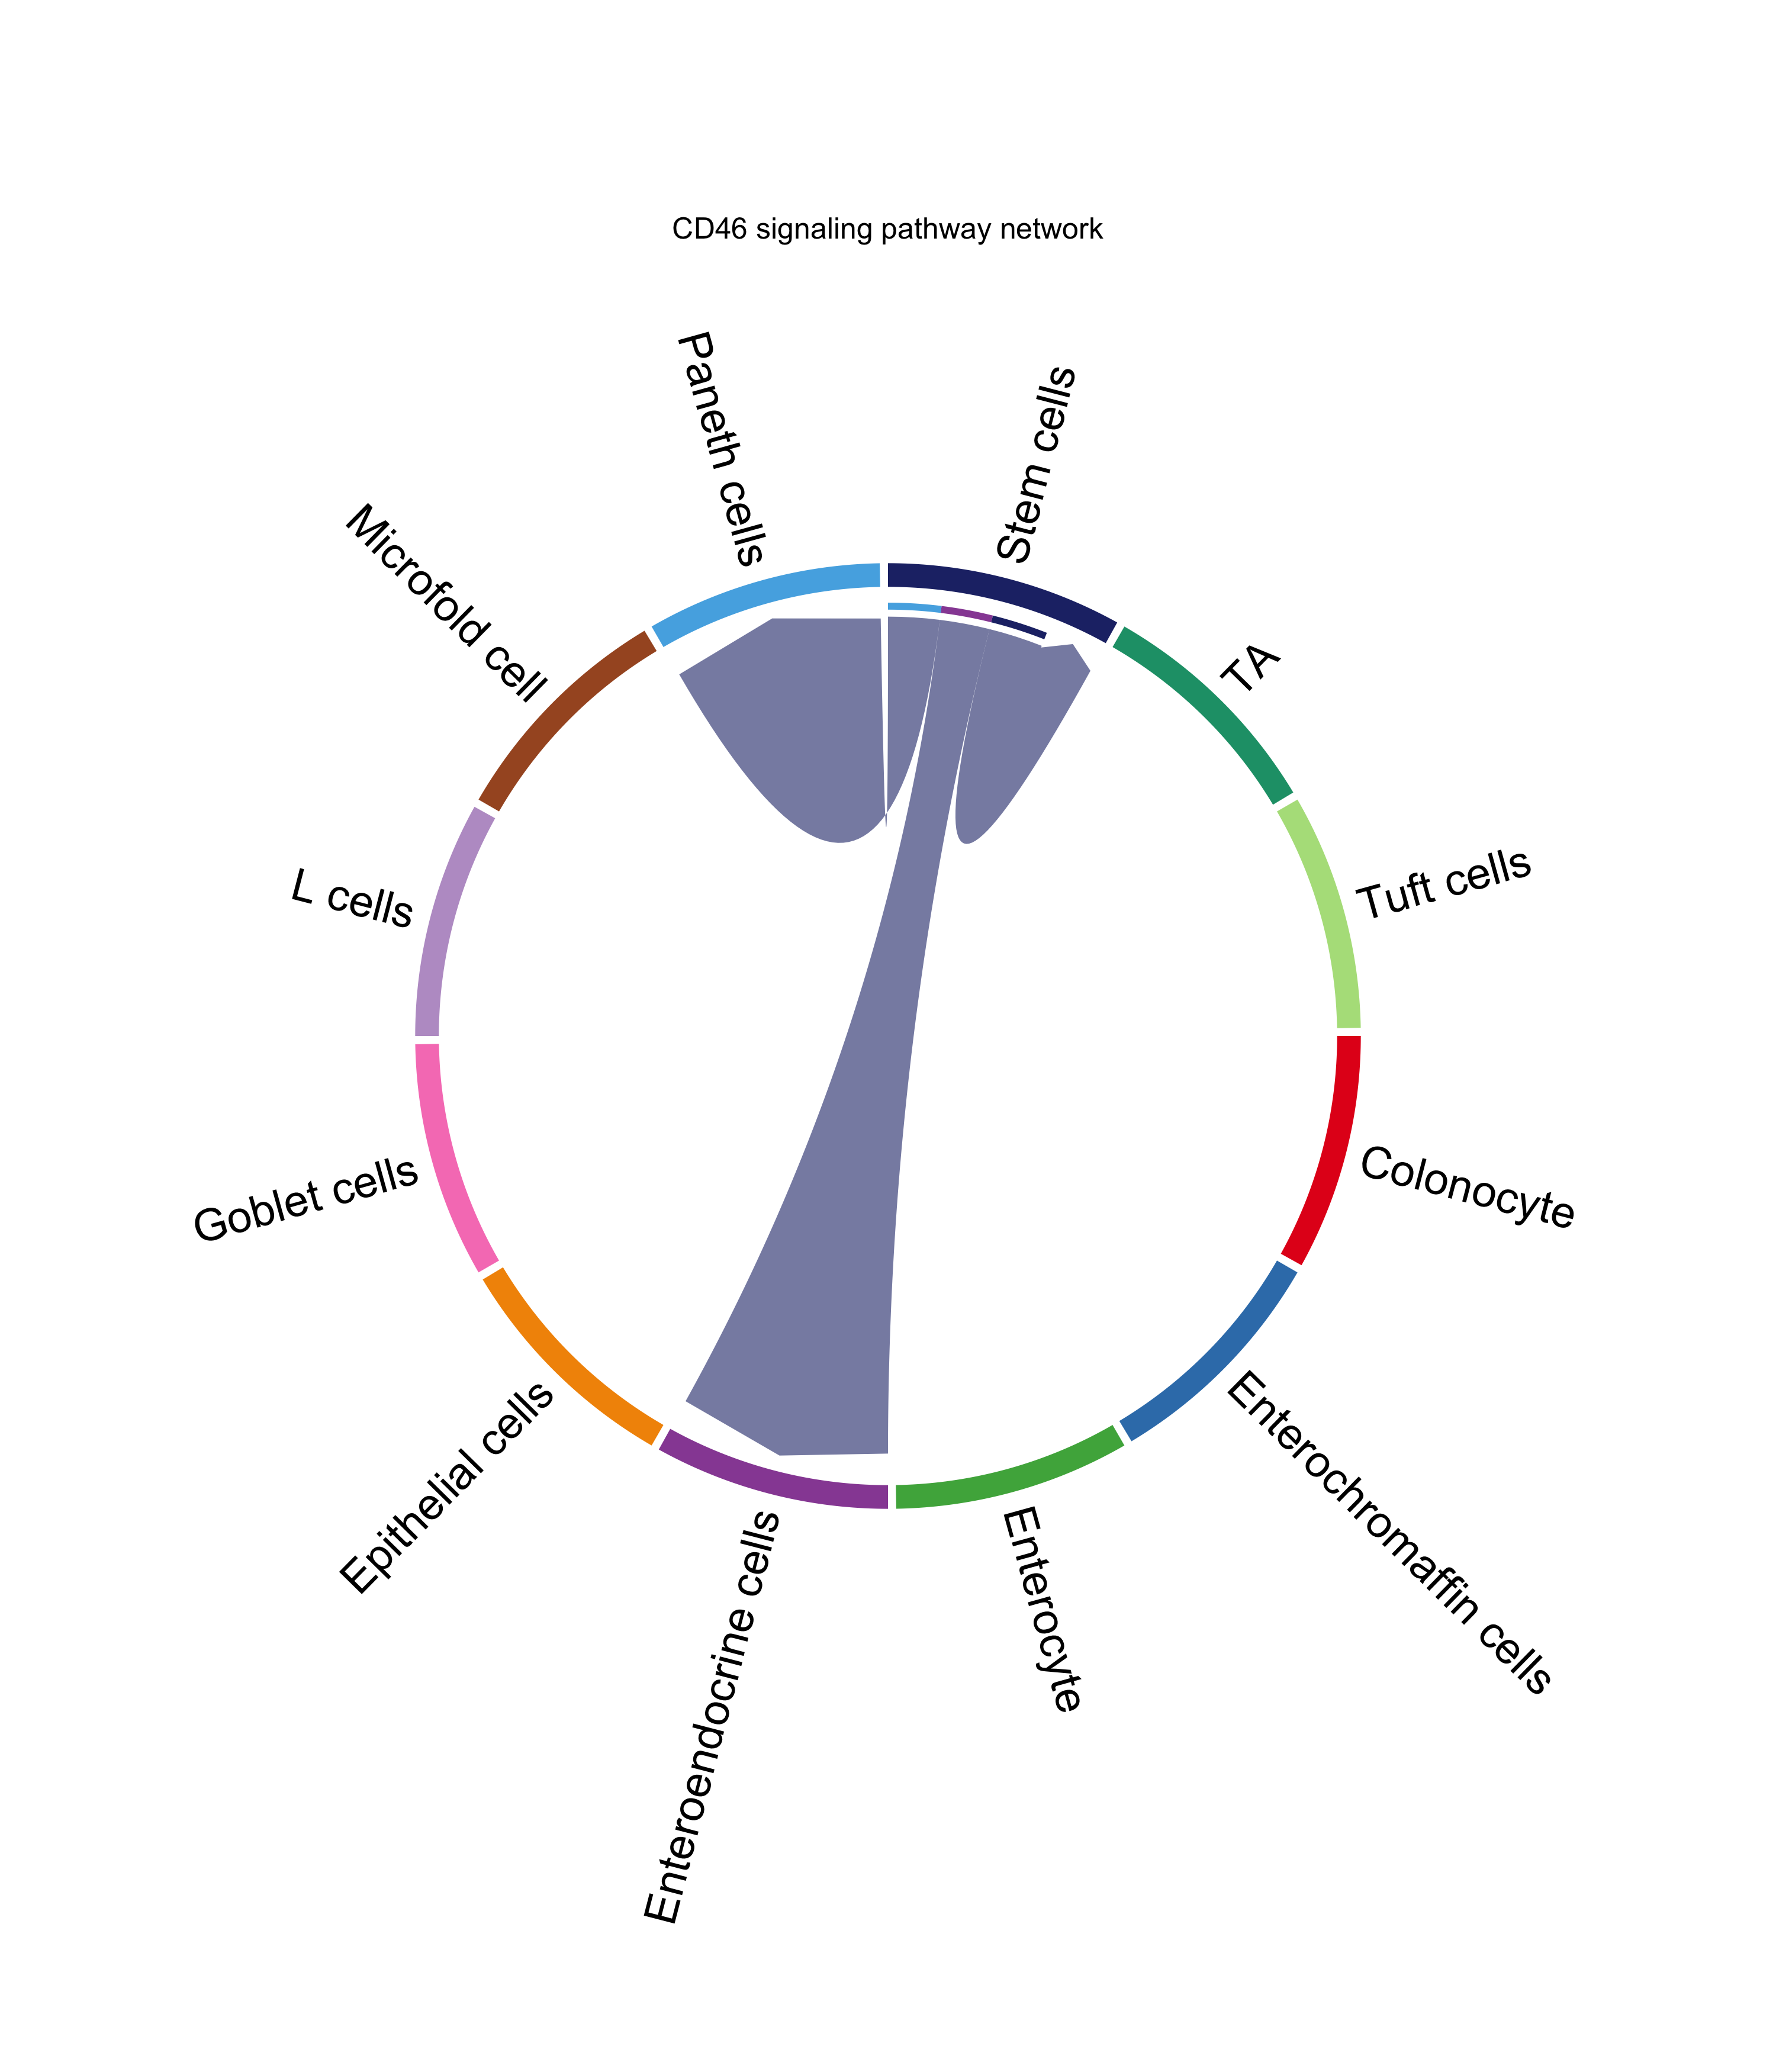 CD46 signaling pathway network
Paneth cells
Stem cells
Microfold cell
TA
Tuft cells
L cells
Colonocyte
Goblet cells
Enterochromaffin cells
Epithelial cells
Enterocyte
Enteroendocrine cells